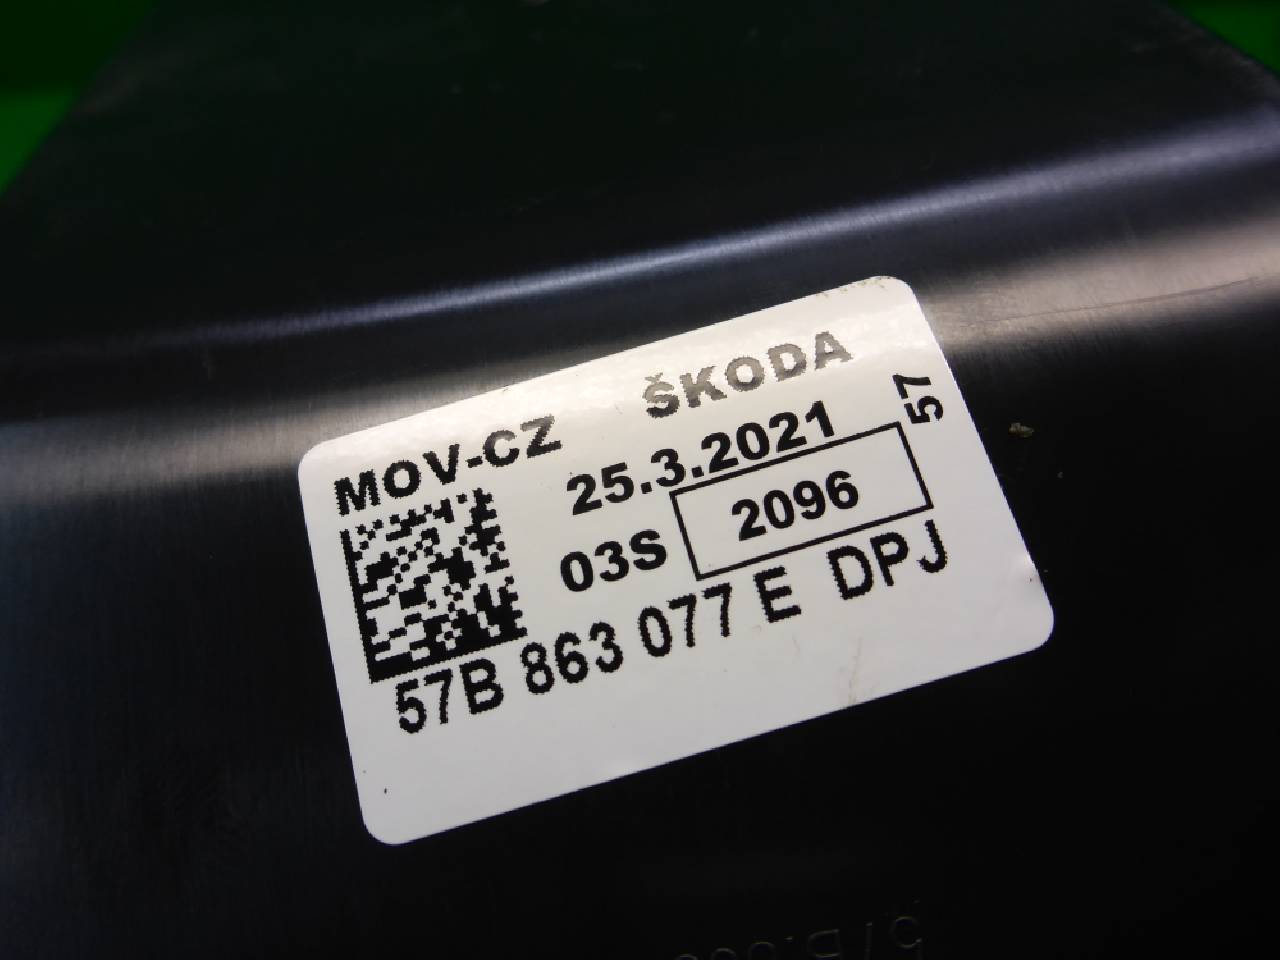 MOV-CZ ŠKODA
25.3.2021 57
03S 2096
57B 863 077 E DPJ